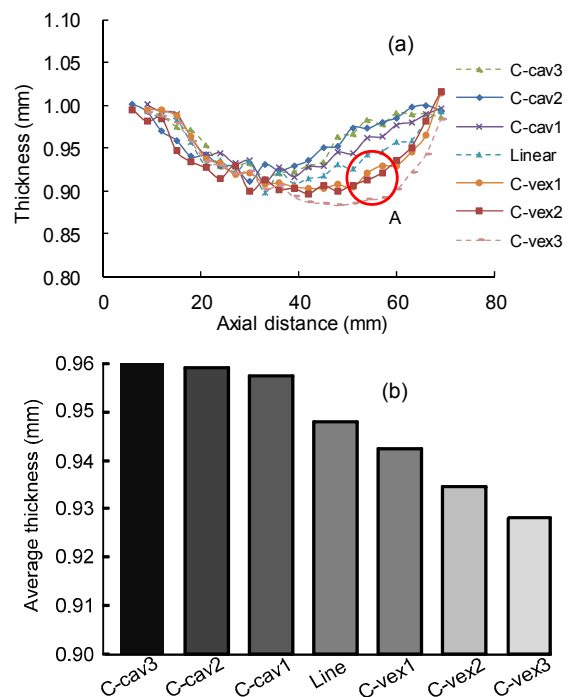 (a)
1.10
1.05
1.00
0.95
0.90
0.85
0.80
Thickness (mm)
0
20
40
60
80
Axial distance (mm)
A
C-cav3
C-cav2
C-cav1
Linear
C-vex1
C-vex2
C-vex3
(b)
0.96
0.95
0.94
0.93
0.92
0.91
0.90
Average thickness (mm)
C-cav3
C-cav2
C-cav1
Line
C-vex1
C-vex2
C-vex3